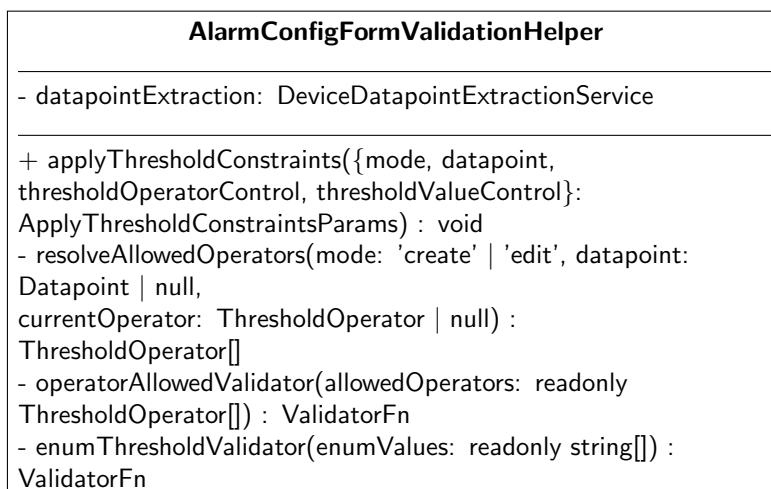 AlarmConfigFormValidationHelper
- datapointExtraction: DeviceDatapointExtractionService
+ applyThresholdConstraints({mode, datapoint,
thresholdOperatorControl, thresholdValueControl}:
ApplyThresholdConstraintsParams) : void
- resolveAllowedOperators(mode: 'create' | 'edit', datapoint:
Datapoint | null,
currentOperator: ThresholdOperator | null) :
ThresholdOperator[]
- operatorAllowedValidator(allowedOperators: readonly
ThresholdOperator[]) : ValidatorFn
- enumThresholdValidator(enumValues: readonly string[]) :
ValidatorFn